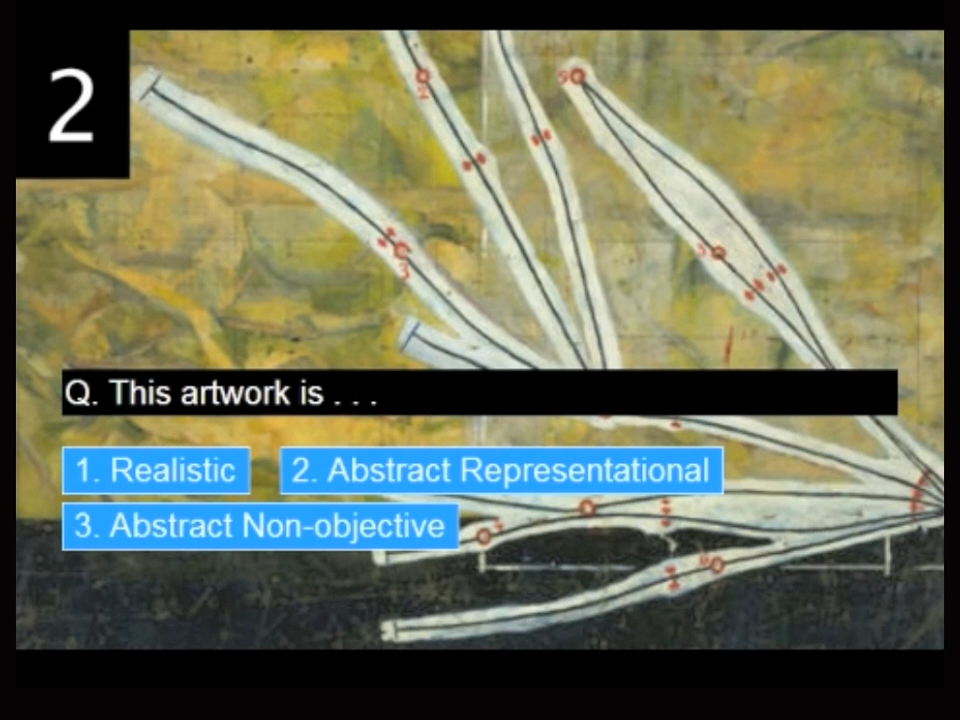 2
Q. This artwork is . . .
1. Realistic 2. Abstract Representational
3. Abstract Non-objective